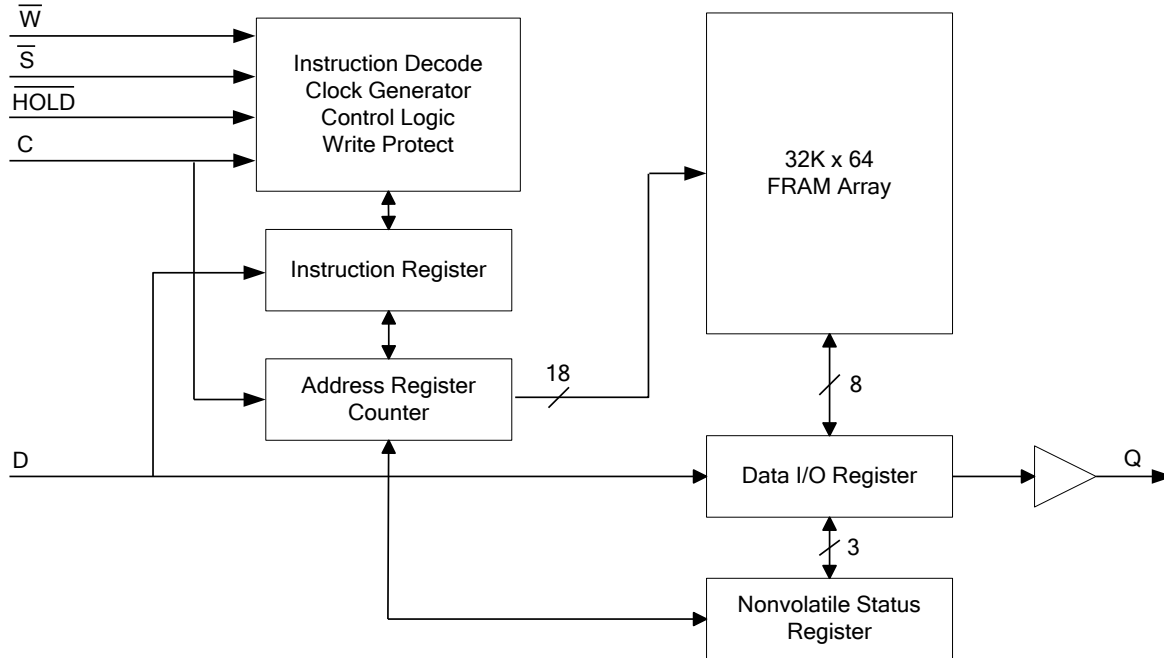 W
S
HOLD
C
Instruction Decode
Clock Generator
Control Logic
Write Protect
32K x 64
FRAM Array
Instruction Register
Address Register
Counter
18
8
D
Data I/O Register
Q
3
Nonvolatile Status
Register